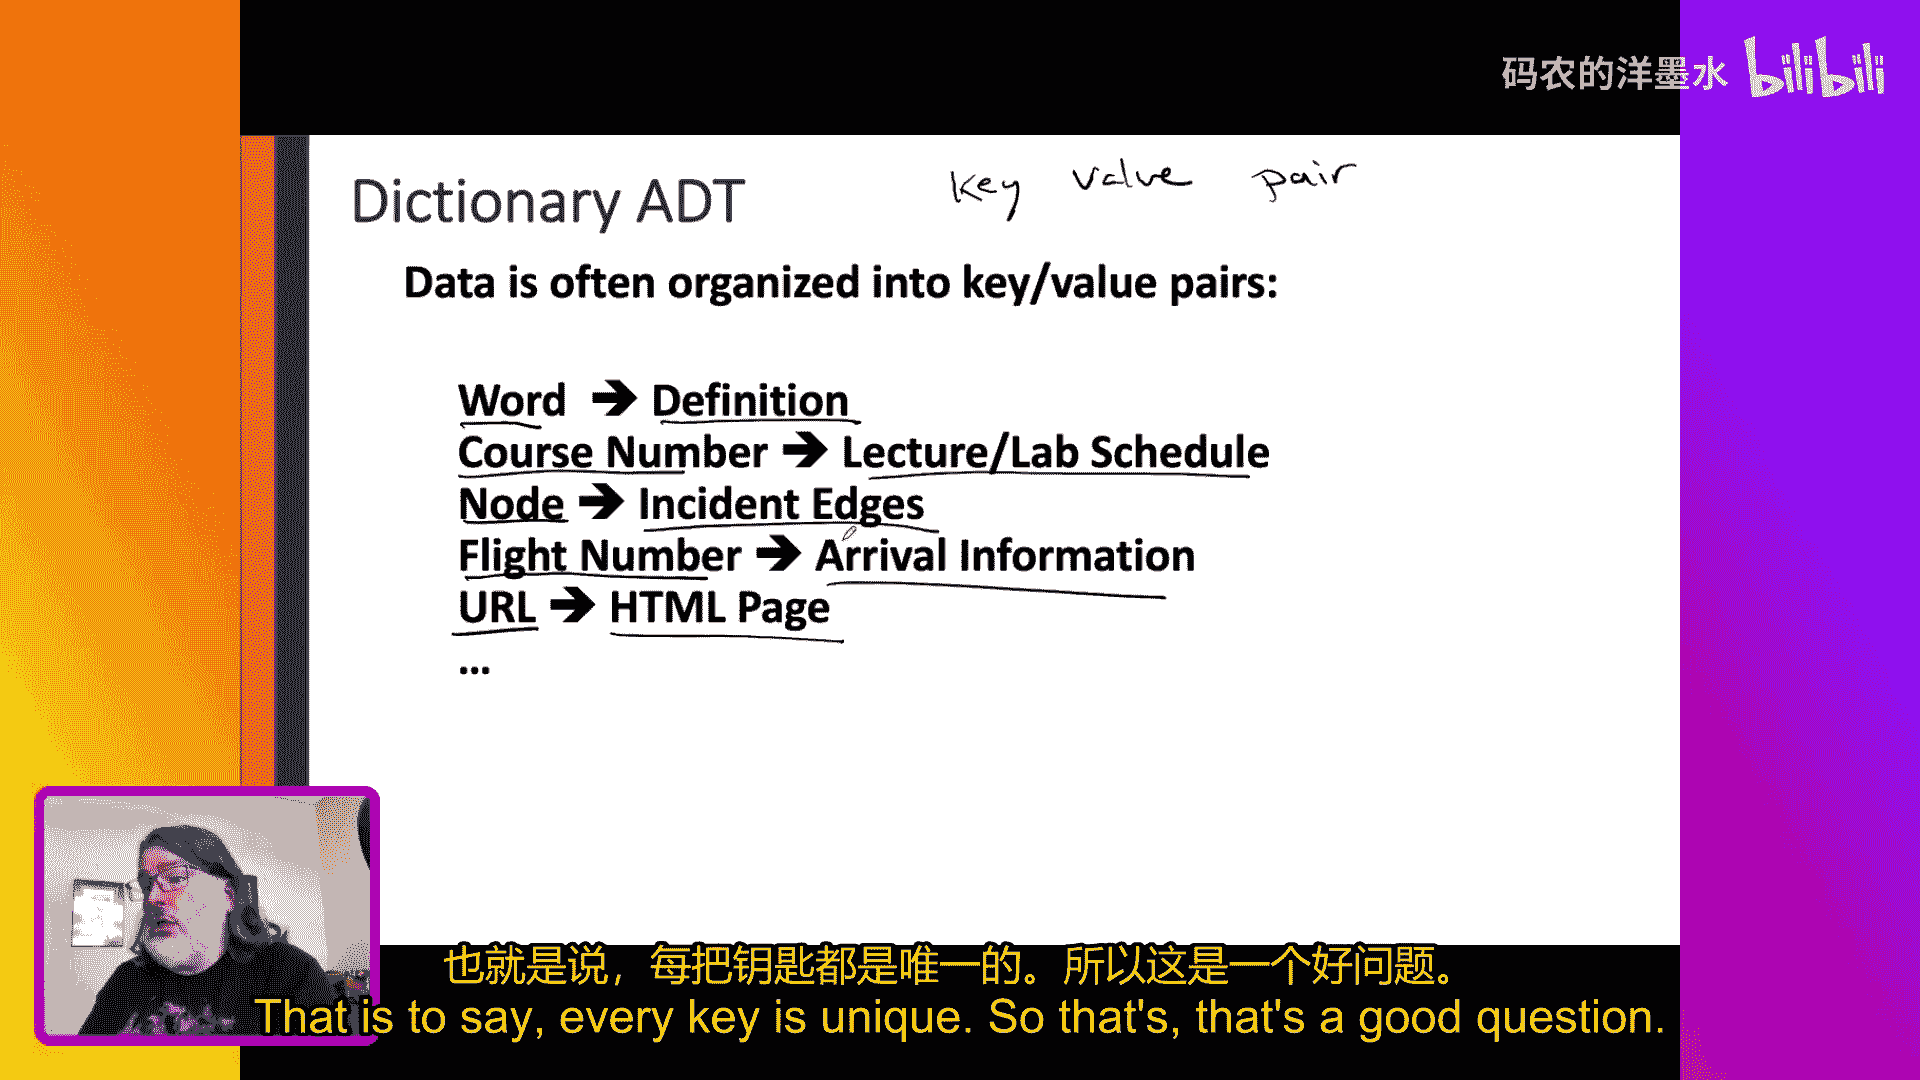 码农的洋墨水 bilibili
Dictionary ADT
key value pair
Data is often organized into key/value pairs:
Word → Definition
Course Number → Lecture/Lab Schedule
Node → Incident Edges
Flight Number → Arrival Information
URL → HTML Page
...
也就是说，每把钥匙都是唯一的。所以这是一个好问题。
That is to say, every key is unique. So that's, that's a good question.